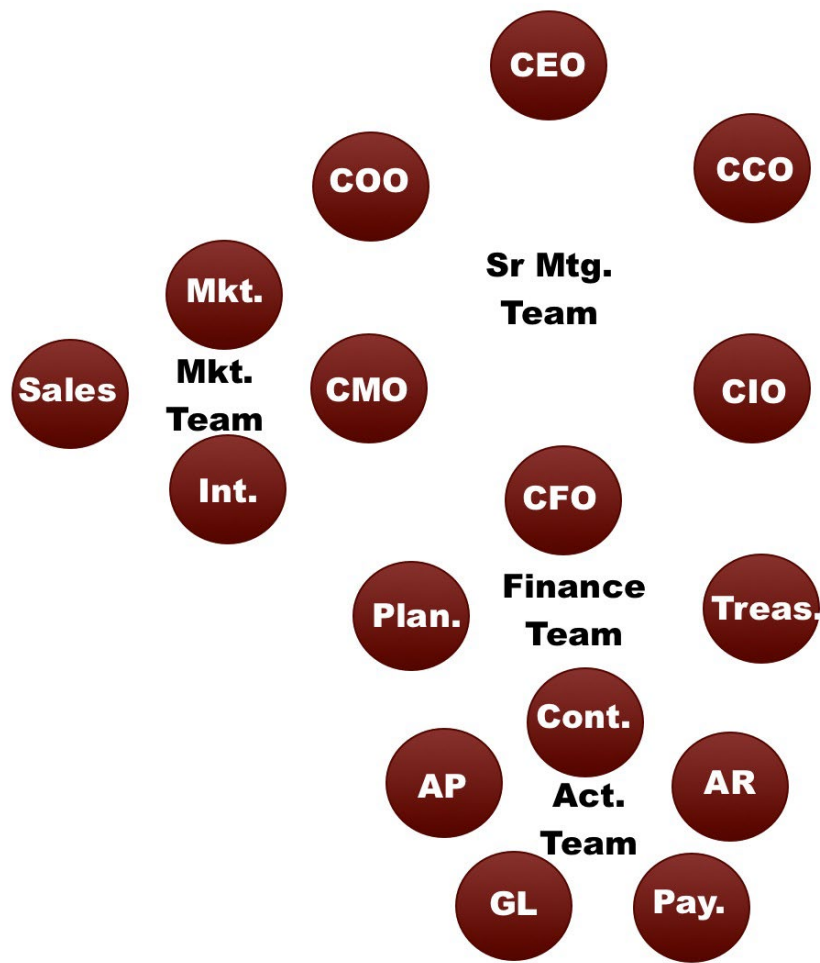 CEO
COO
CCO
Sr Mtg.
Team
Mkt.
Sales
Mkt.
Team
CMO
CIO
Int.
CFO
Finance
Team
Plan.
Treas.
Cont.
AP
Act.
Team
AR
GL
Pay.